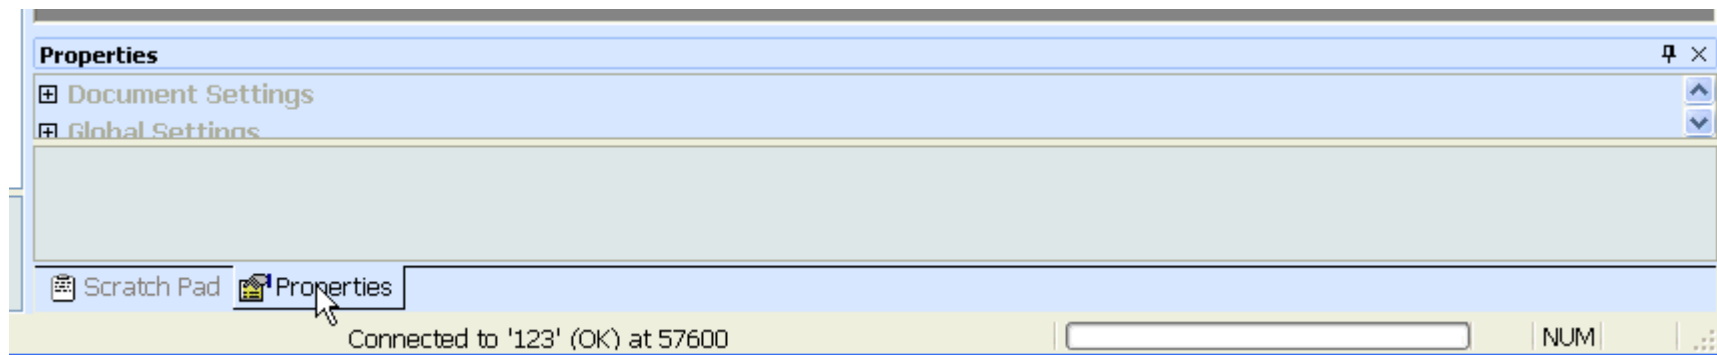 Properties
Document Settings
Global Settings
Scratch Pad Properties
Connected to '123' (OK) at 57600 NUM